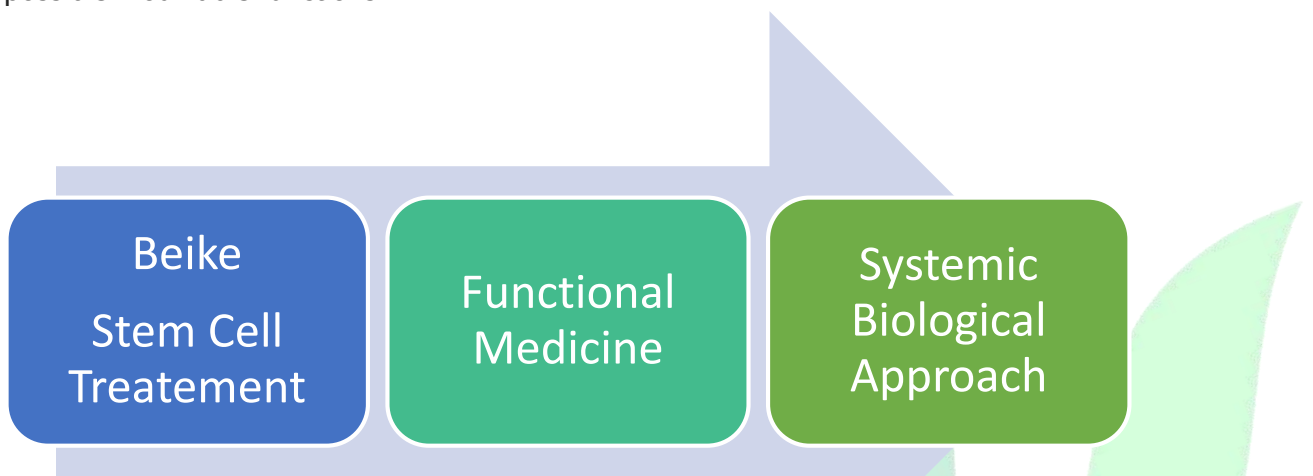 Beike
Stem Cell
Treatement
Functional
Medicine
Systemic
Biological
Approach